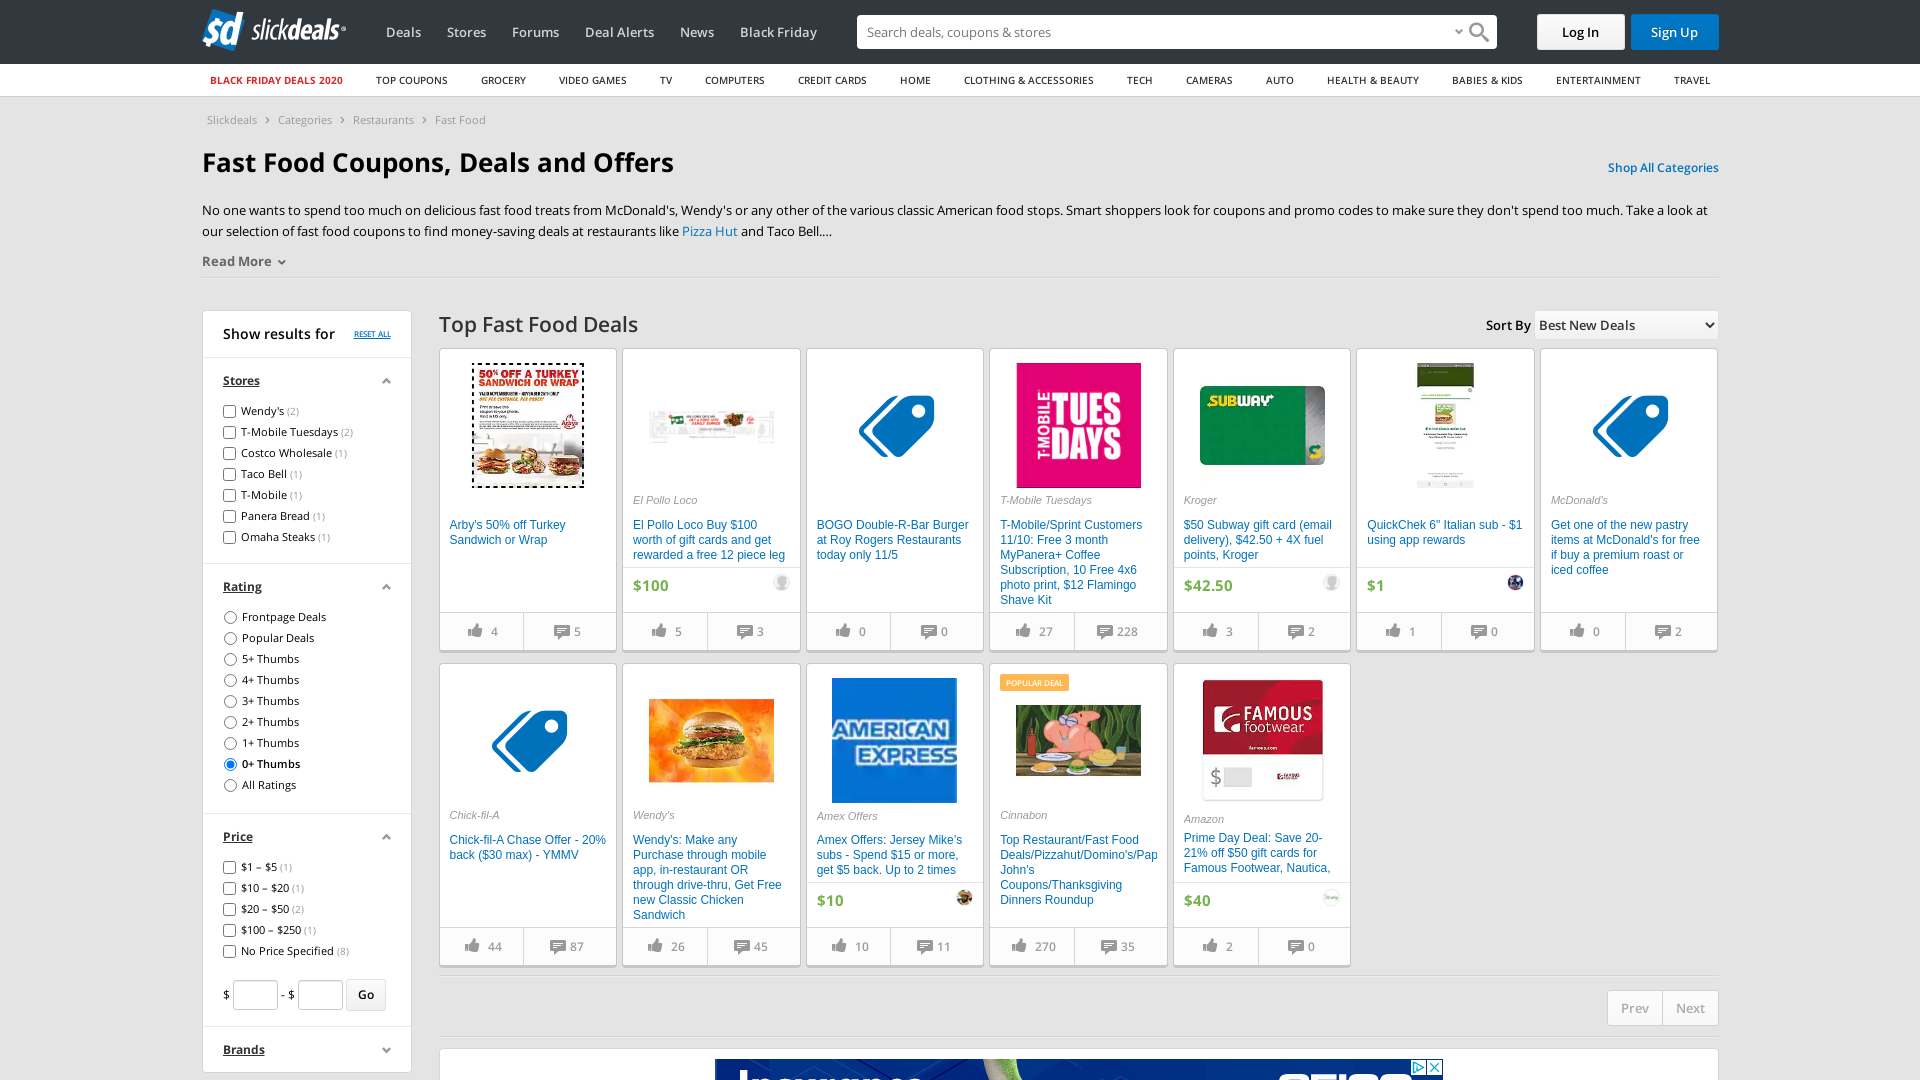 slickdeals
Deals
Stores
Forums
Deal Alerts
News
Black Friday
Search deals, coupons & stores
Log In
Sign Up
BLACK FRIDAY DEALS 2020
TOP COUPONS
GROCERY
VIDEO GAMES
TV
COMPUTERS
CREDIT CARDS
HOME
CLOTHING & ACCESSORIES
TECH
CAMERAS
AUTO
HEALTH & BEAUTY
BABIES & KIDS
ENTERTAINMENT
TRAVEL
Slickdeals > Categories > Restaurants > Fast Food
Fast Food Coupons, Deals and Offers
Shop All Categories
No one wants to spend too much on delicious fast food treats from McDonald's, Wendy's or any other of the various classic American food stops. Smart shoppers look for coupons and promo codes to make sure they don't spend too much. Take a look at
our selection of fast food coupons to find money-saving deals at restaurants like Pizza Hut and Taco Bell....
Read More
Show results for
RESET ALL
Stores
Wendy's (2)
T-Mobile Tuesdays (2)
Costco Wholesale (1)
Taco Bell (1)
T-Mobile (1)
Panera Bread (1)
Omaha Steaks (1)
Rating
Frontpage Deals
Popular Deals
5+ Thumbs
4+ Thumbs
3+ Thumbs
2+ Thumbs
1+ Thumbs
0+ Thumbs
All Ratings
Price
$1 – $5 (1)
$10 – $20 (1)
$20 – $50 (2)
$100 – $250 (1)
No Price Specified (8)
$ - $ Go
Brands
Top Fast Food Deals
Sort By Best New Deals
50% OFF A TURKEY
SANDWICH OR WRAP
Arby's 50% off Turkey
Sandwich or Wrap
4
5
El Pollo Loco
El Pollo Loco Buy $100
worth of gift cards and get
rewarded a free 12 piece leg
$100
5
3
BOGO Double-R-Bar Burger
at Roy Rogers Restaurants
today only 11/5
0
0
T-MOBILE
TUES
DAYS
T-Mobile Tuesdays
T-Mobile/Sprint Customers
11/10: Free 3 month
MyPanera+ Coffee
Subscription, 10 Free 4x6
photo print, $12 Flamingo
Shave Kit
27
228
SUBWAY
Kroger
$50 Subway gift card (email
delivery), $42.50 + 4X fuel
points, Kroger
$42.50
3
2
QuickChek 6" Italian sub - $1
using app rewards
$1
1
0
McDonald's
Get one of the new pastry
items at McDonald's for free
if buy a premium roast or
iced coffee
0
2
Chick-fil-A
Chick-fil-A Chase Offer - 20%
back ($30 max) - YMMV
44
87
Wendy's
Wendy's: Make any
Purchase through mobile
app, in-restaurant OR
through drive-thru, Get Free
new Classic Chicken
Sandwich
26
45
AMERICAN
EXPRESS
Amex Offers
Amex Offers: Jersey Mike's
subs - Spend $15 or more,
get $5 back. Up to 2 times
$10
10
11
POPULAR DEAL
Cinnabon
Top Restaurant/Fast Food
Deals/Pizzahut/Domino's/Pap
John's
Coupons/Thanksgiving
Dinners Roundup
270
35
FAMOUS
footwear
famous.com
$
Amazon
Prime Day Deal: Save 20-
21% off $50 gift cards for
Famous Footwear, Nautica,
$40
2
0
Prev
Next